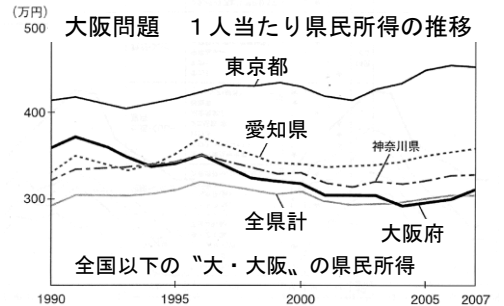 (万円)
大阪問題　１人当たり県民所得の推移
500
東京都
400
愛知県
神奈川県
300
全県計
大阪府
200
全国以下の〝大・大阪〟の県民所得
1990
1995
2000
2005
2007